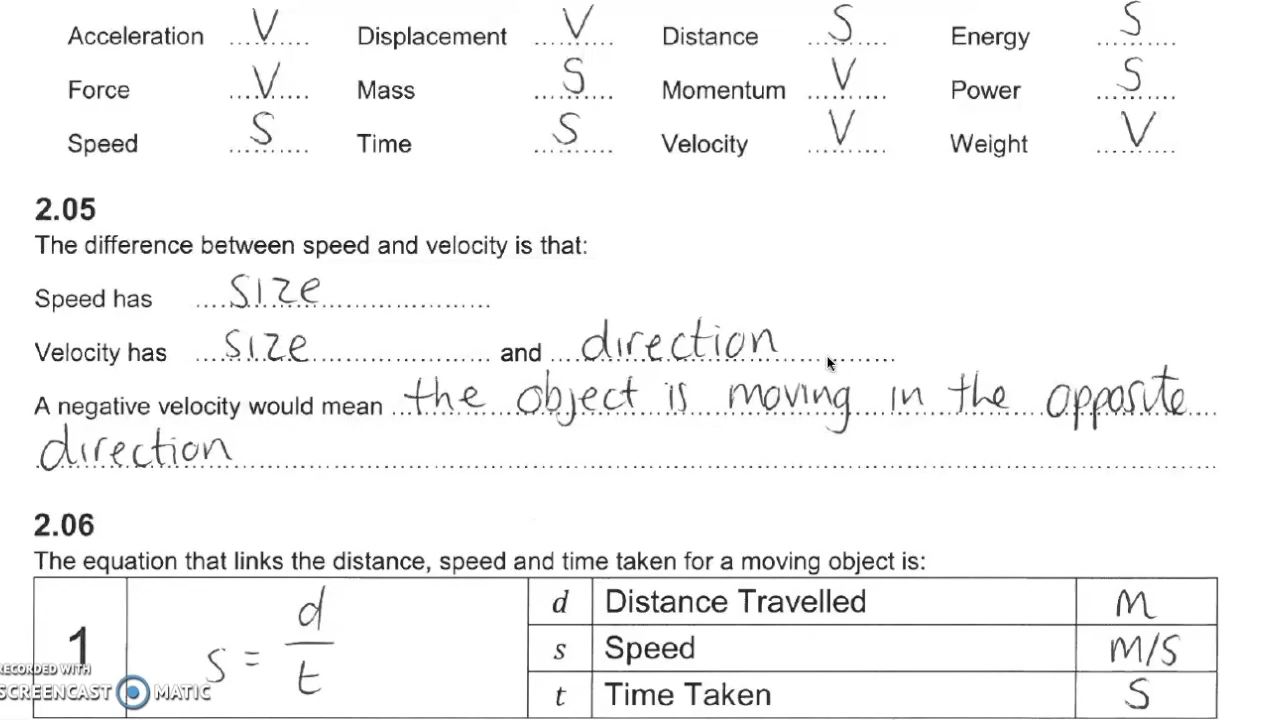 Acceleration ....V.... Displacement ....V.... Distance ....S.... Energy ....S....
Force ....V.... Mass ....S.... Momentum ....V.... Power ....S....
Speed ....S.... Time ....S.... Velocity ....V.... Weight ....V....
2.05
The difference between speed and velocity is that:
Speed has ....size....
Velocity has ....size.... and ....direction....
A negative velocity would mean ....the object is moving in the opposite
direction....
2.06
The equation that links the distance, speed and time taken for a moving object is:
1 s = d/t d Distance Travelled m
s Speed m/s
t Time Taken s
RECORDED WITH
SCREENCAST MATIC